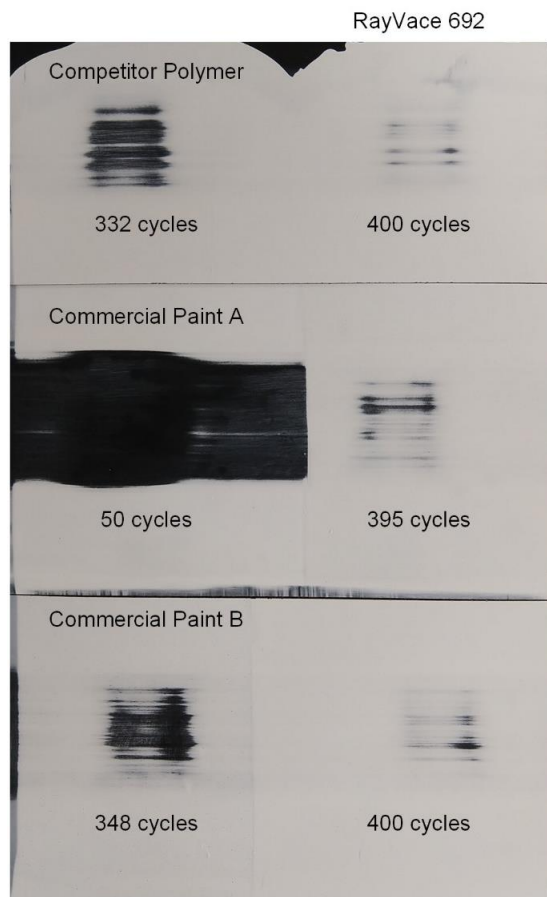 RayVace 692
Competitor Polymer
332 cycles
400 cycles
Commercial Paint A
50 cycles
395 cycles
Commercial Paint B
348 cycles
400 cycles